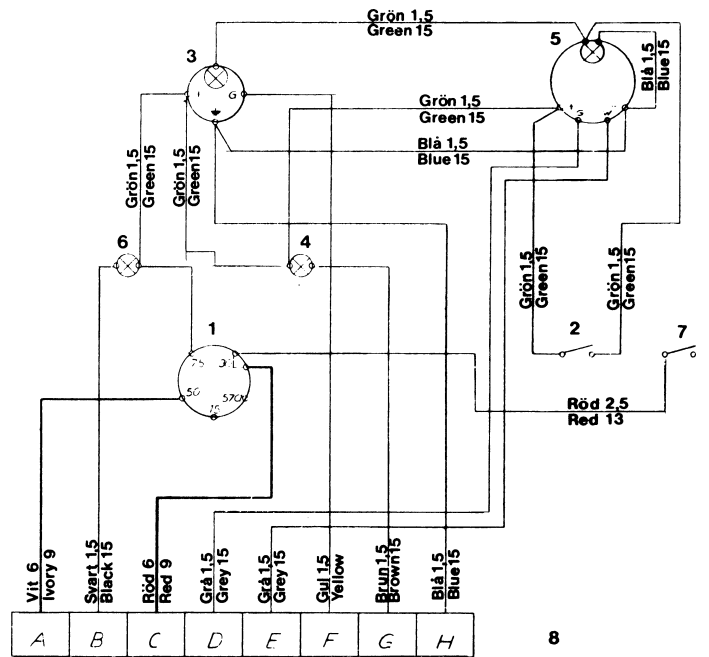 Grön 1,5
Green 15
3
5
G
Blå 1,5
Blue 15
Grön 1,5
Green 15
+
G
W
Blå 1,5
Blue 15
Grön 1,5
Green 15
Grön 1,5
Green 15
6
4
Grön 1,5
Green 15
Grön 1,5
Green 15
1
2
7
75
30
50
15
Röd 2,5
Red 13
Vit 6
Ivory 9
Svart 1,5
Black 15
Röd 6
Red 9
Grå 1,5
Grey 15
Grå 1,5
Grey 15
Gul 1,5
Yellow
Brun 1,5
Brown 15
Blå 1,5
Blue 15
A B C D E F G H
8